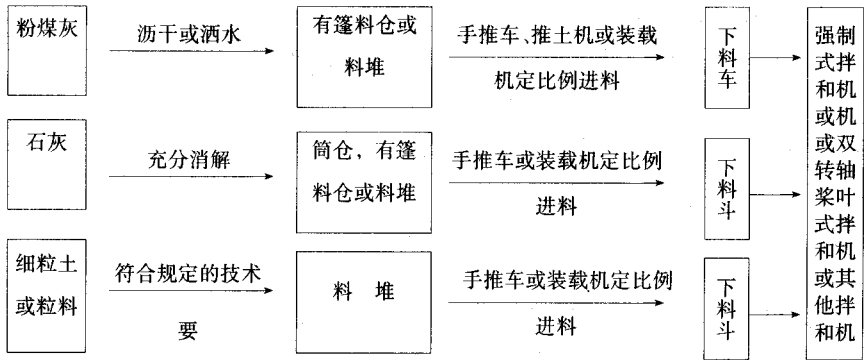 粉煤灰
沥干或洒水
有篷料仓或
料堆
手推车、推土机或装载
机定比例进料
下料车
石灰
充分消解
筒仓，有篷
料仓或料堆
手推车或装载机定比例
进料
下料斗
细粒土
或粒料
符合规定的技术
要
料 堆
手推车或装载机定比例
进料
下料斗
强制
式拌
和机
或机
或双
转轴
桨叶
式拌
和机
或其
他拌
和机